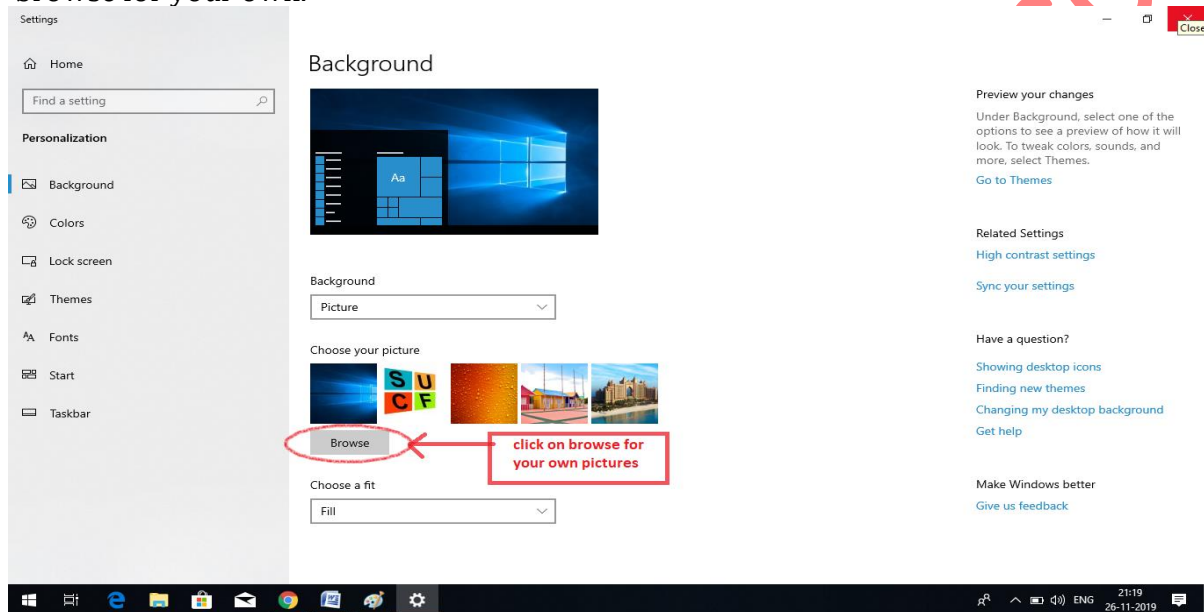 browse for your own.
Settings
Close
Home
Find a setting
Personalization
Background
Colors
Lock screen
Themes
Fonts
Start
Taskbar
Background
Aa
Background
Picture
Choose your picture
S U
C F
Browse
click on browse for
your own pictures
Choose a fit
Fill
Preview your changes
Under Background, select one of the
options to see a preview of how it will
look. To tweak colors, sounds, and
more, select Themes.
Go to Themes
Related Settings
High contrast settings
Sync your settings
Have a question?
Showing desktop icons
Finding new themes
Changing my desktop background
Get help
Make Windows better
Give us feedback
ENG
21:19
26-11-2019